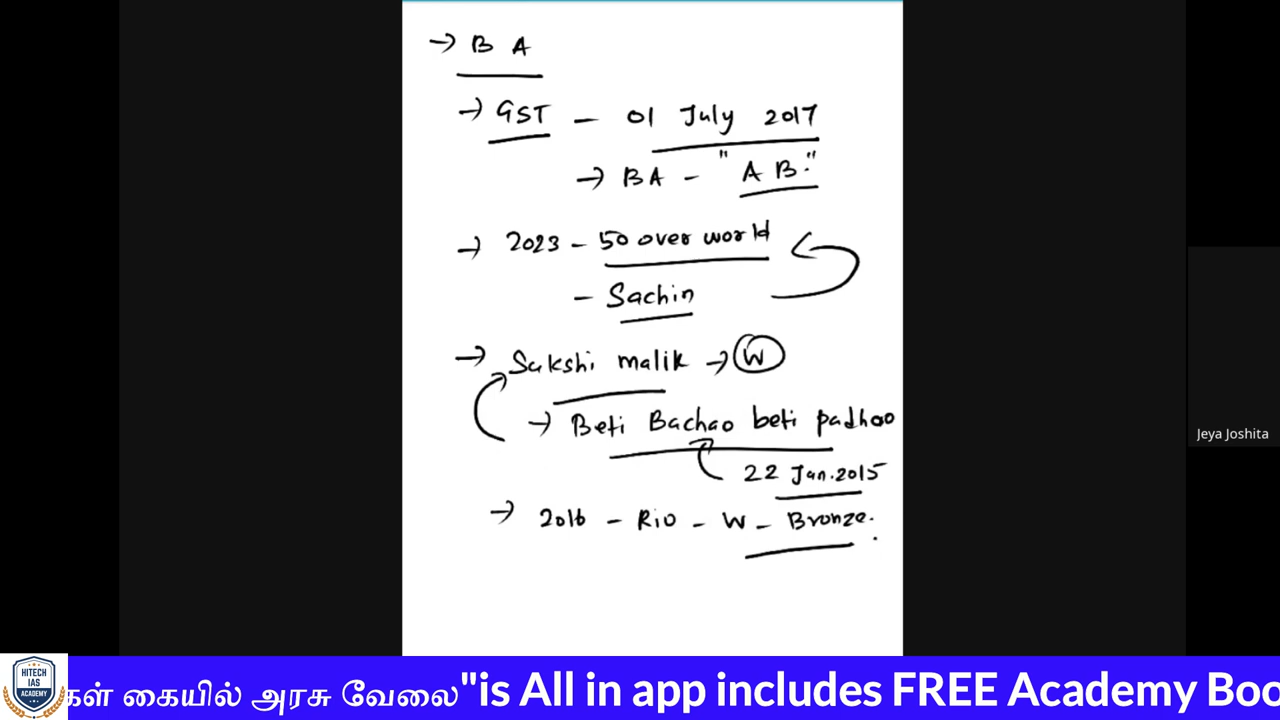 → B A
→ GST - 01 July 2017
→ BA - "A B."
→ 2023 - 50 over world
- Sachin
→ Sakshi malik → W
→ Beti Bachao beti padhoo
22 Jan.2015
→ 2016 - Rio - W - Bronze.
Jeya Joshita
HITECH
IAS
ACADEMY
கள் கையில் அரசு வேலை"is All in app includes FREE Academy Boo